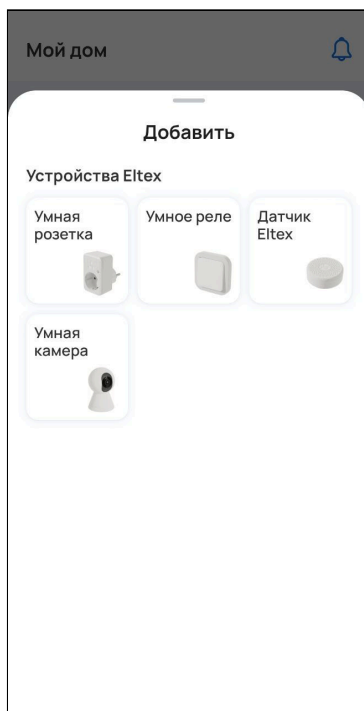 Мой дом
Добавить
Устройства Eltex
Умная
розетка
Умное реле
Датчик
Eltex
Умная
камера